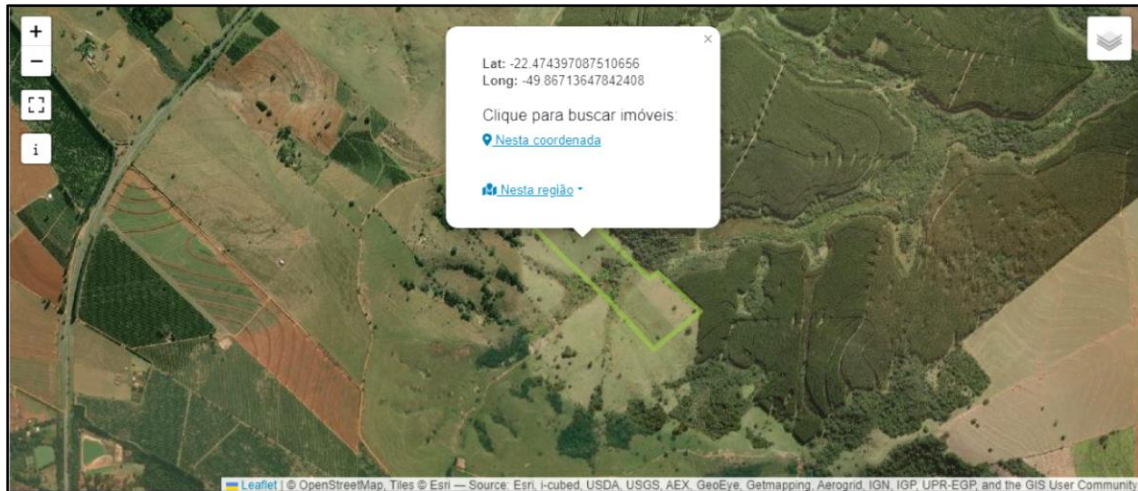 +
−
i
×
Lat: -22.474397087510656
Long: -49.86713647842408
Clique para buscar imóveis:
Nesta coordenada
Nesta região
Leaflet | © OpenStreetMap, Tiles © Esri — Source: Esri, i-cubed, USDA, USGS, AEX, GeoEye, Getmapping, Aerogrid, IGN, IGP, UPR-EGP, and the GIS User Community